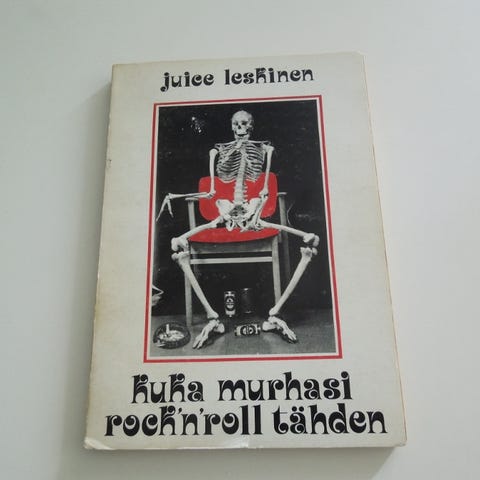 juice leskinen
kuka murhasi
rock'n'roll tähden